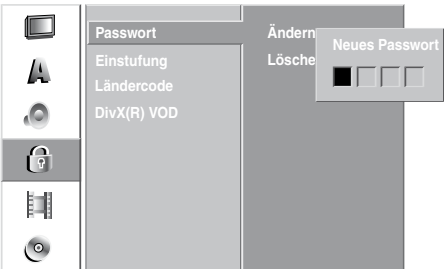 Passwort
Einstufung
Ländercode
DivX(R) VOD
Ändern
Lösche
Neues Passwort